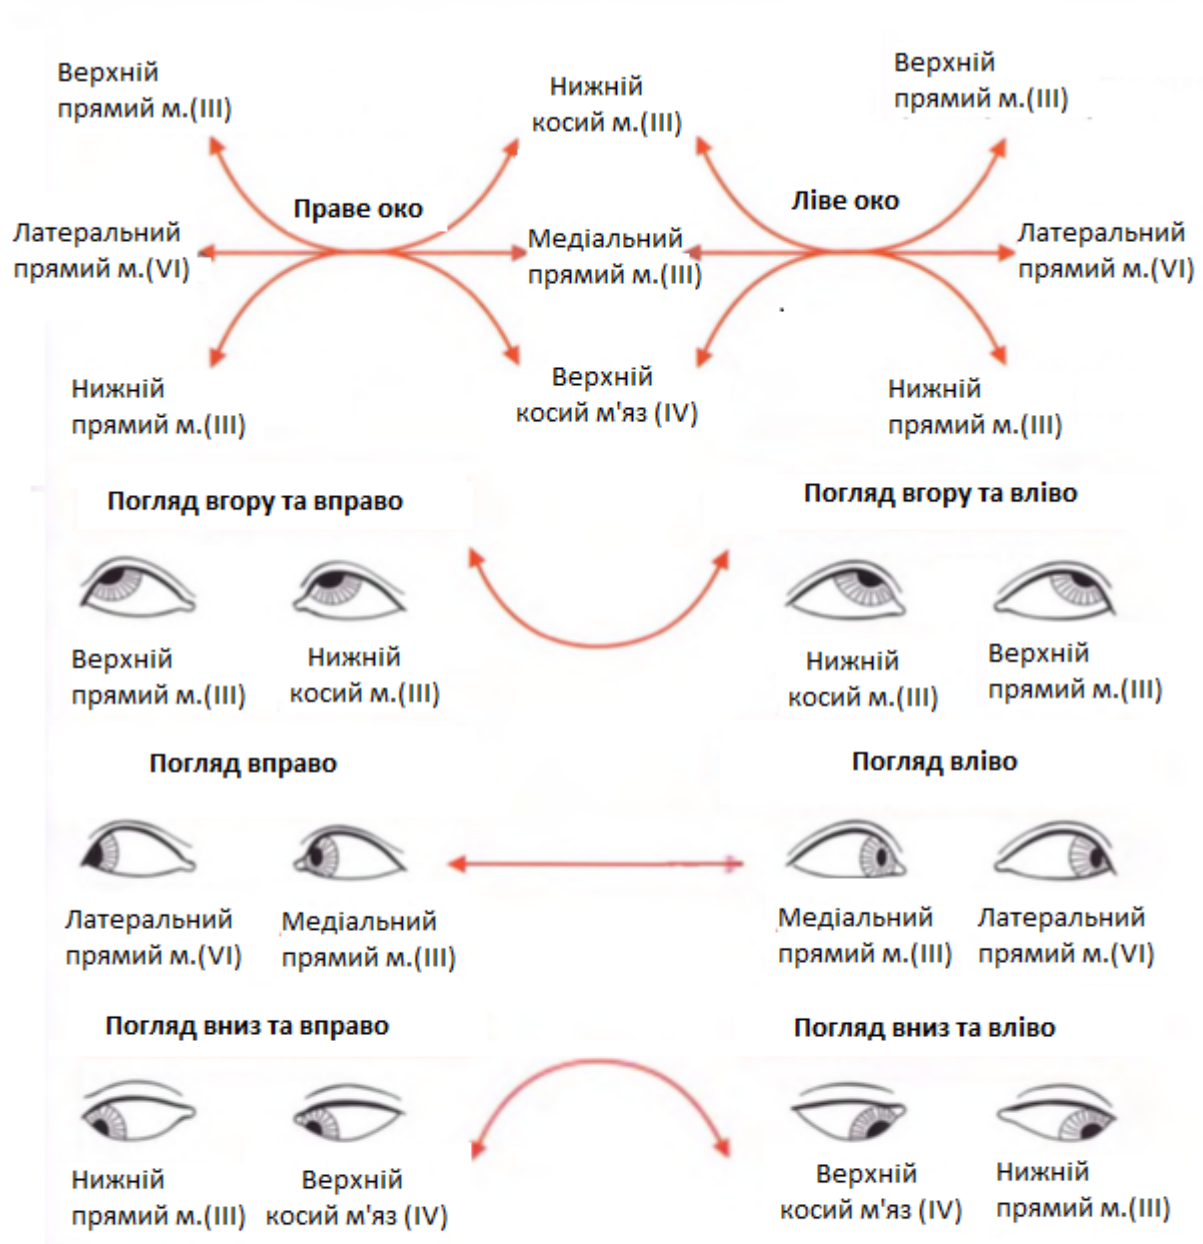 Верхній
прямий м.(III)
Нижній
косий м.(III)
Верхній
прямий м.(III)
Праве око
Ліве око
Латеральний
прямий м.(VI)
Медіальний
прямий м.(III)
Латеральний
прямий м.(VI)
Нижній
прямий м.(III)
Верхній
косий м'яз (IV)
Нижній
прямий м.(III)
Погляд вгору та вправо
Погляд вгору та вліво
Верхній
прямий м.(III)
Нижній
косий м.(III)
Нижній
косий м.(III)
Верхній
прямий м.(III)
Погляд вправо
Погляд вліво
Латеральний
прямий м.(VI)
Медіальний
прямий м.(III)
Медіальний
прямий м.(III)
Латеральний
прямий м.(VI)
Погляд вниз та вправо
Погляд вниз та вліво
Нижній
прямий м.(III)
Верхній
косий м'яз (IV)
Верхній
косий м'яз (IV)
Нижній
прямий м.(III)